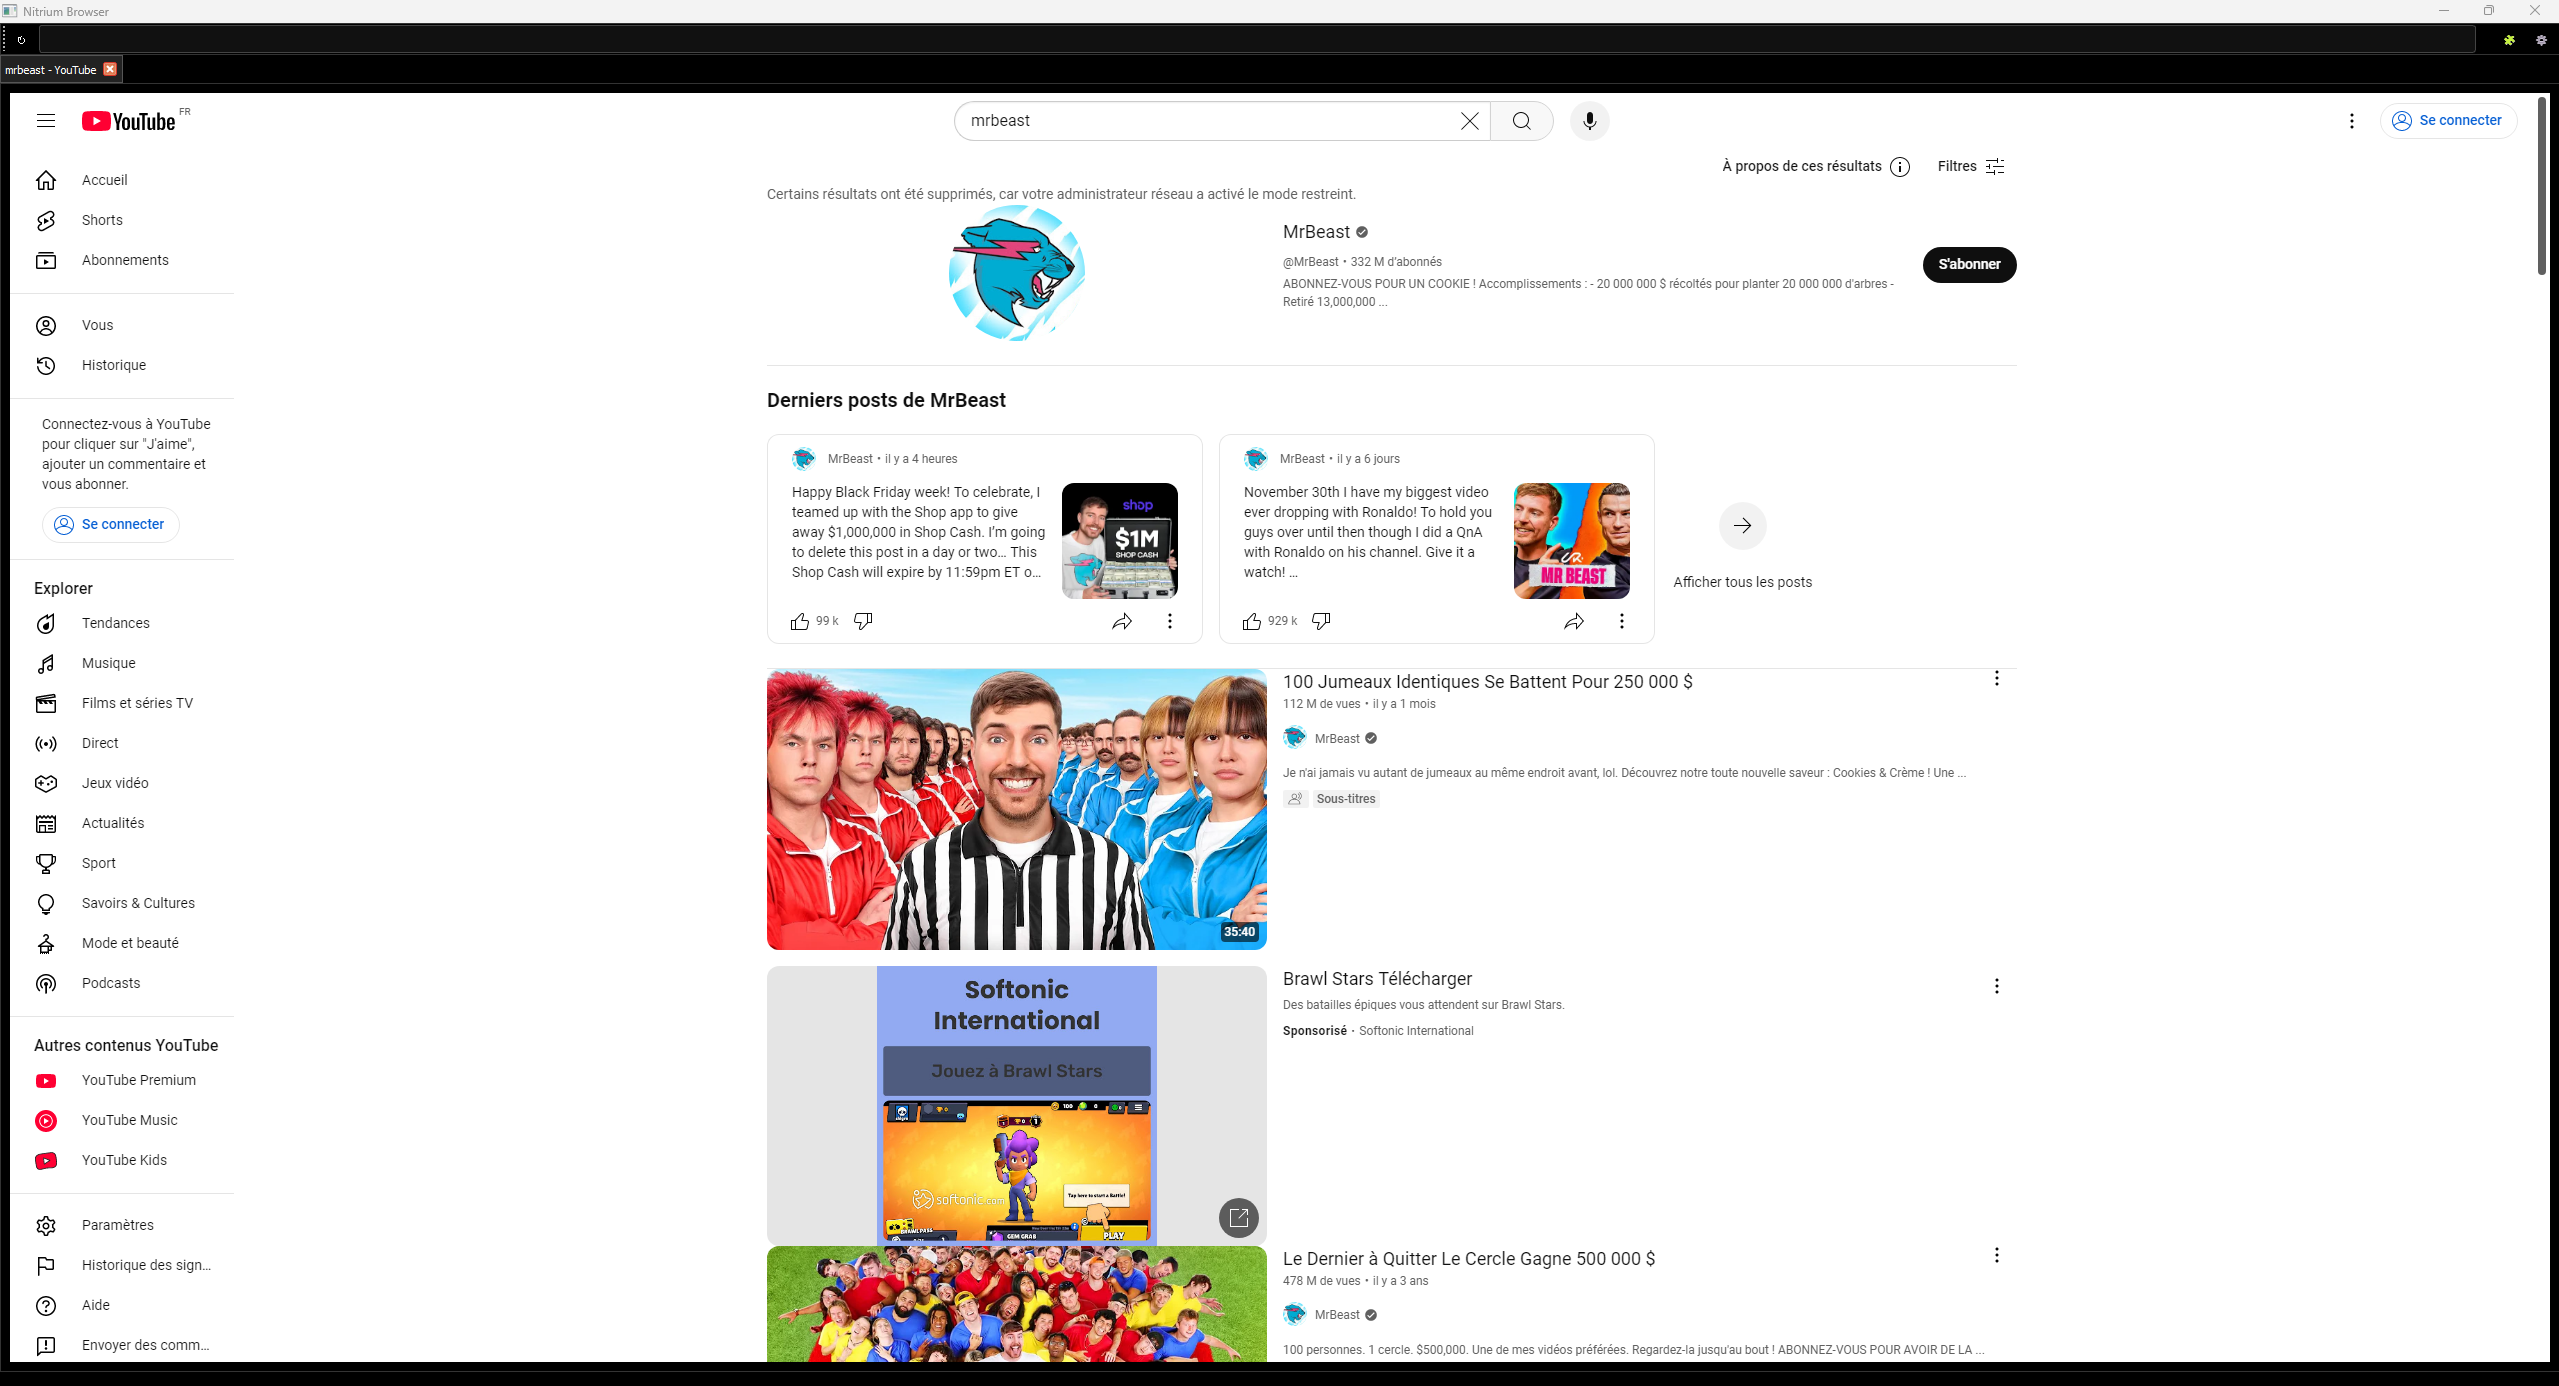 Nitrium Browser
mrbeast - YouTube
YouTube FR
mrbeast
Se connecter
Accueil
Shorts
Abonnements
Vous
Historique
Connectez-vous à YouTube
pour cliquer sur "J'aime",
ajouter un commentaire et
vous abonner.
Se connecter
Explorer
Tendances
Musique
Films et séries TV
Direct
Jeux vidéo
Actualités
Sport
Savoirs & Cultures
Mode et beauté
Podcasts
Autres contenus YouTube
YouTube Premium
YouTube Music
YouTube Kids
Paramètres
Historique des sign...
Aide
Envoyer des comm...
À propos de ces résultats
Filtres
Certains résultats ont été supprimés, car votre administrateur réseau a activé le mode restreint.
MrBeast
@MrBeast • 332 M d'abonnés
ABONNEZ-VOUS POUR UN COOKIE ! Accomplissements : - 20 000 000 $ récoltés pour planter 20 000 000 d'arbres -
Retiré 13,000,000 ...
S'abonner
Derniers posts de MrBeast
MrBeast • il y a 4 heures
Happy Black Friday week! To celebrate, I
teamed up with the Shop app to give
away $1,000,000 in Shop Cash. I'm going
to delete this post in a day or two... This
Shop Cash will expire by 11:59pm ET o...
shop
$1M
SHOP CASH
99 k
MrBeast • il y a 6 jours
November 30th I have my biggest video
ever dropping with Ronaldo! To hold you
guys over until then though I did a QnA
with Ronaldo on his channel. Give it a
watch! ...
MR BEAST
929 k
Afficher tous les posts
35:40
100 Jumeaux Identiques Se Battent Pour 250 000 $
112 M de vues • il y a 1 mois
MrBeast
Je n'ai jamais vu autant de jumeaux au même endroit avant, lol. Découvrez notre toute nouvelle saveur : Cookies & Crème ! Une ...
Sous-titres
Softonic
International
Jouez à Brawl Stars
100
0
softonic.com
Tap here to start a Battle!
GEM GRAB
PLAY
Brawl Stars Télécharger
Des batailles épiques vous attendent sur Brawl Stars.
Sponsorisé · Softonic International
Le Dernier à Quitter Le Cercle Gagne 500 000 $
478 M de vues • il y a 3 ans
MrBeast
100 personnes. 1 cercle. $500,000. Une de mes vidéos préférées. Regardez-la jusqu'au bout ! ABONNEZ-VOUS POUR AVOIR DE LA ...